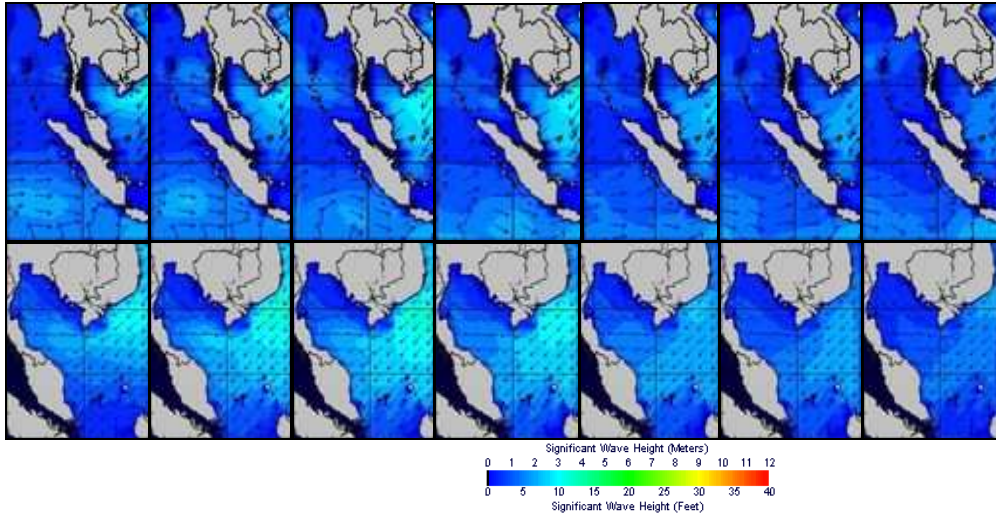 Significant Wave Height (Meters)
0 1 2 3 4 5 6 7 8 9 10 11 12
0 5 10 15 20 25 30 35 40
Significant Wave Height (Feet)